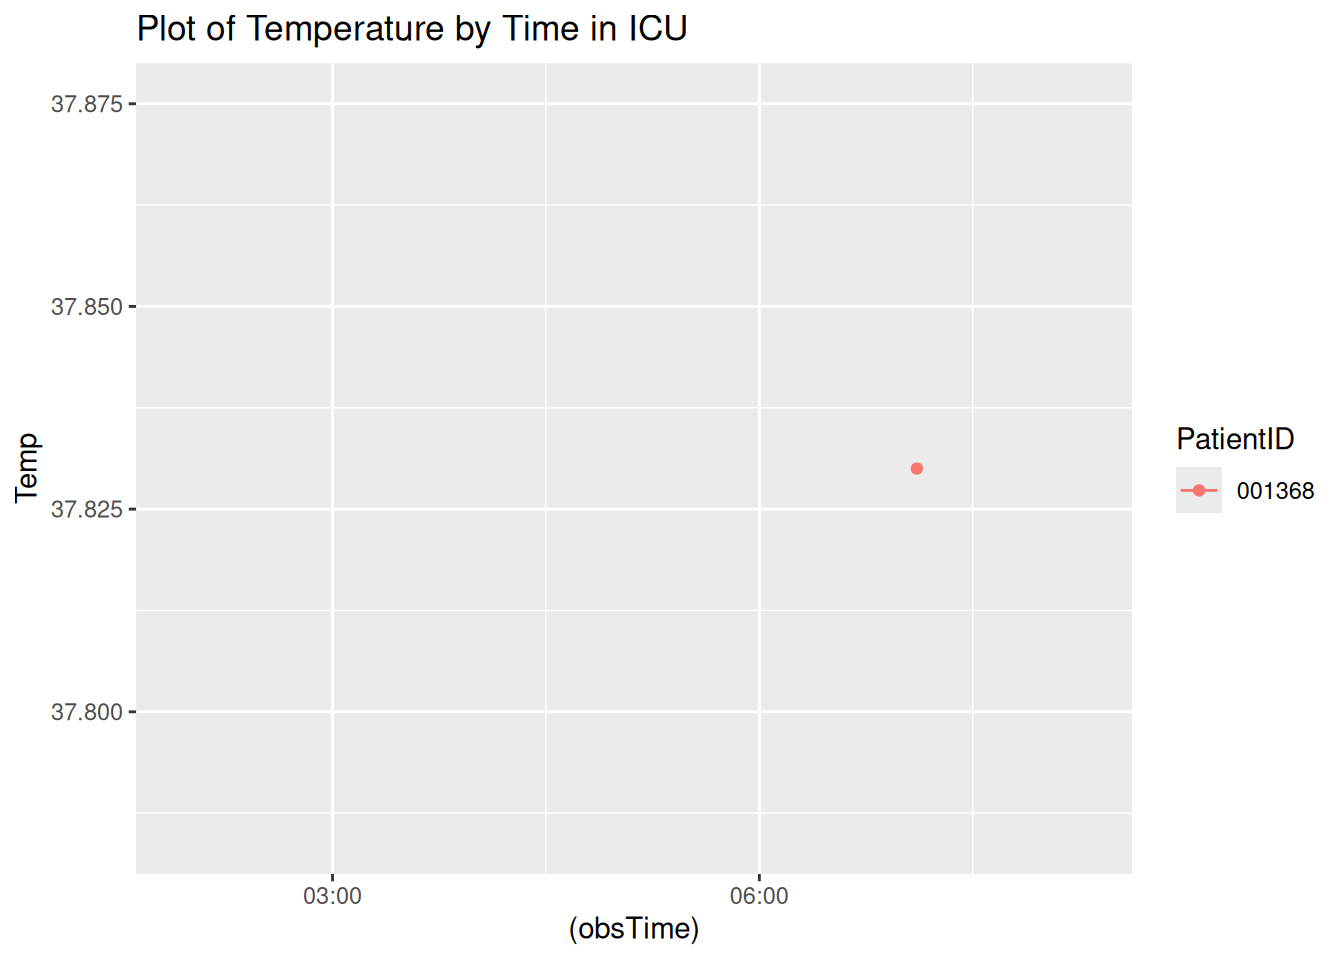 Plot of Temperature by Time in ICU
37.875
37.850
37.825
37.800
Temp
03:00
06:00
(obsTime)
PatientID
001368